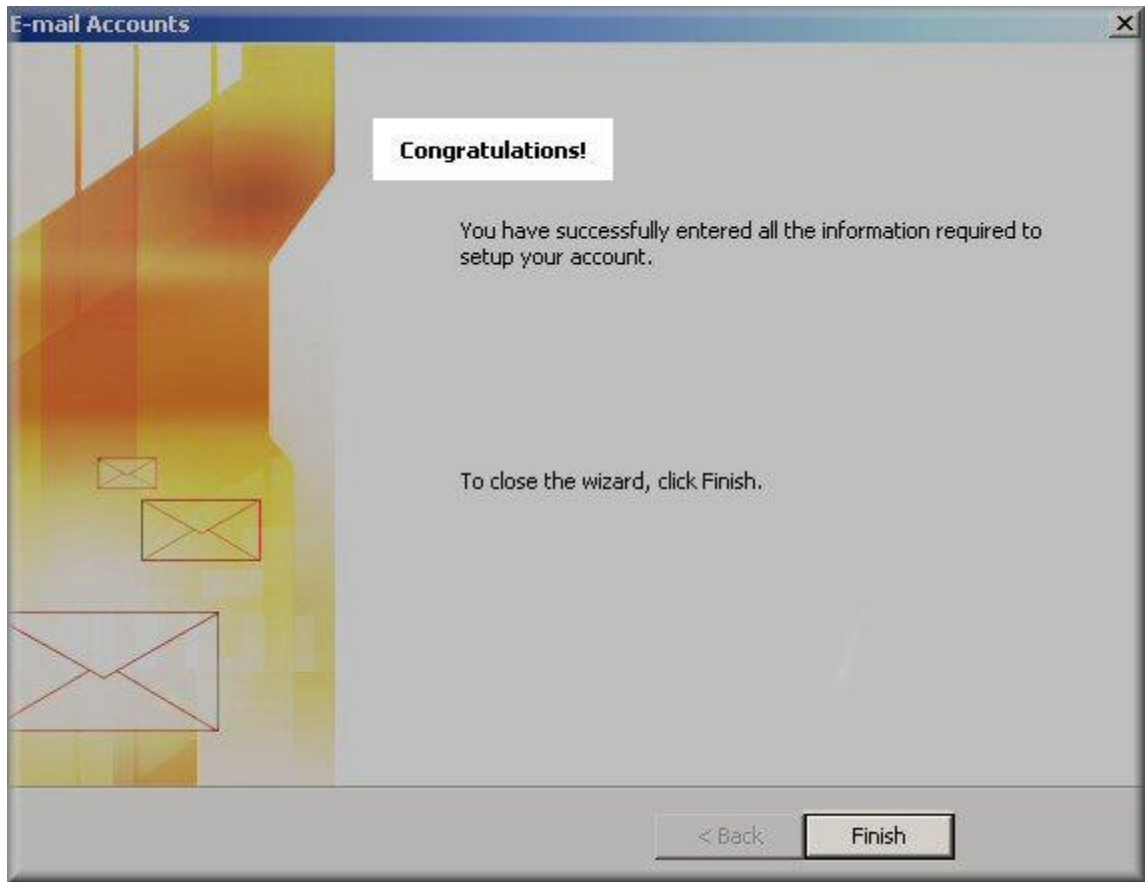 E-mail Accounts
Congratulations!
You have successfully entered all the information required to
setup your account.
To close the wizard, click Finish.
< Back
Finish